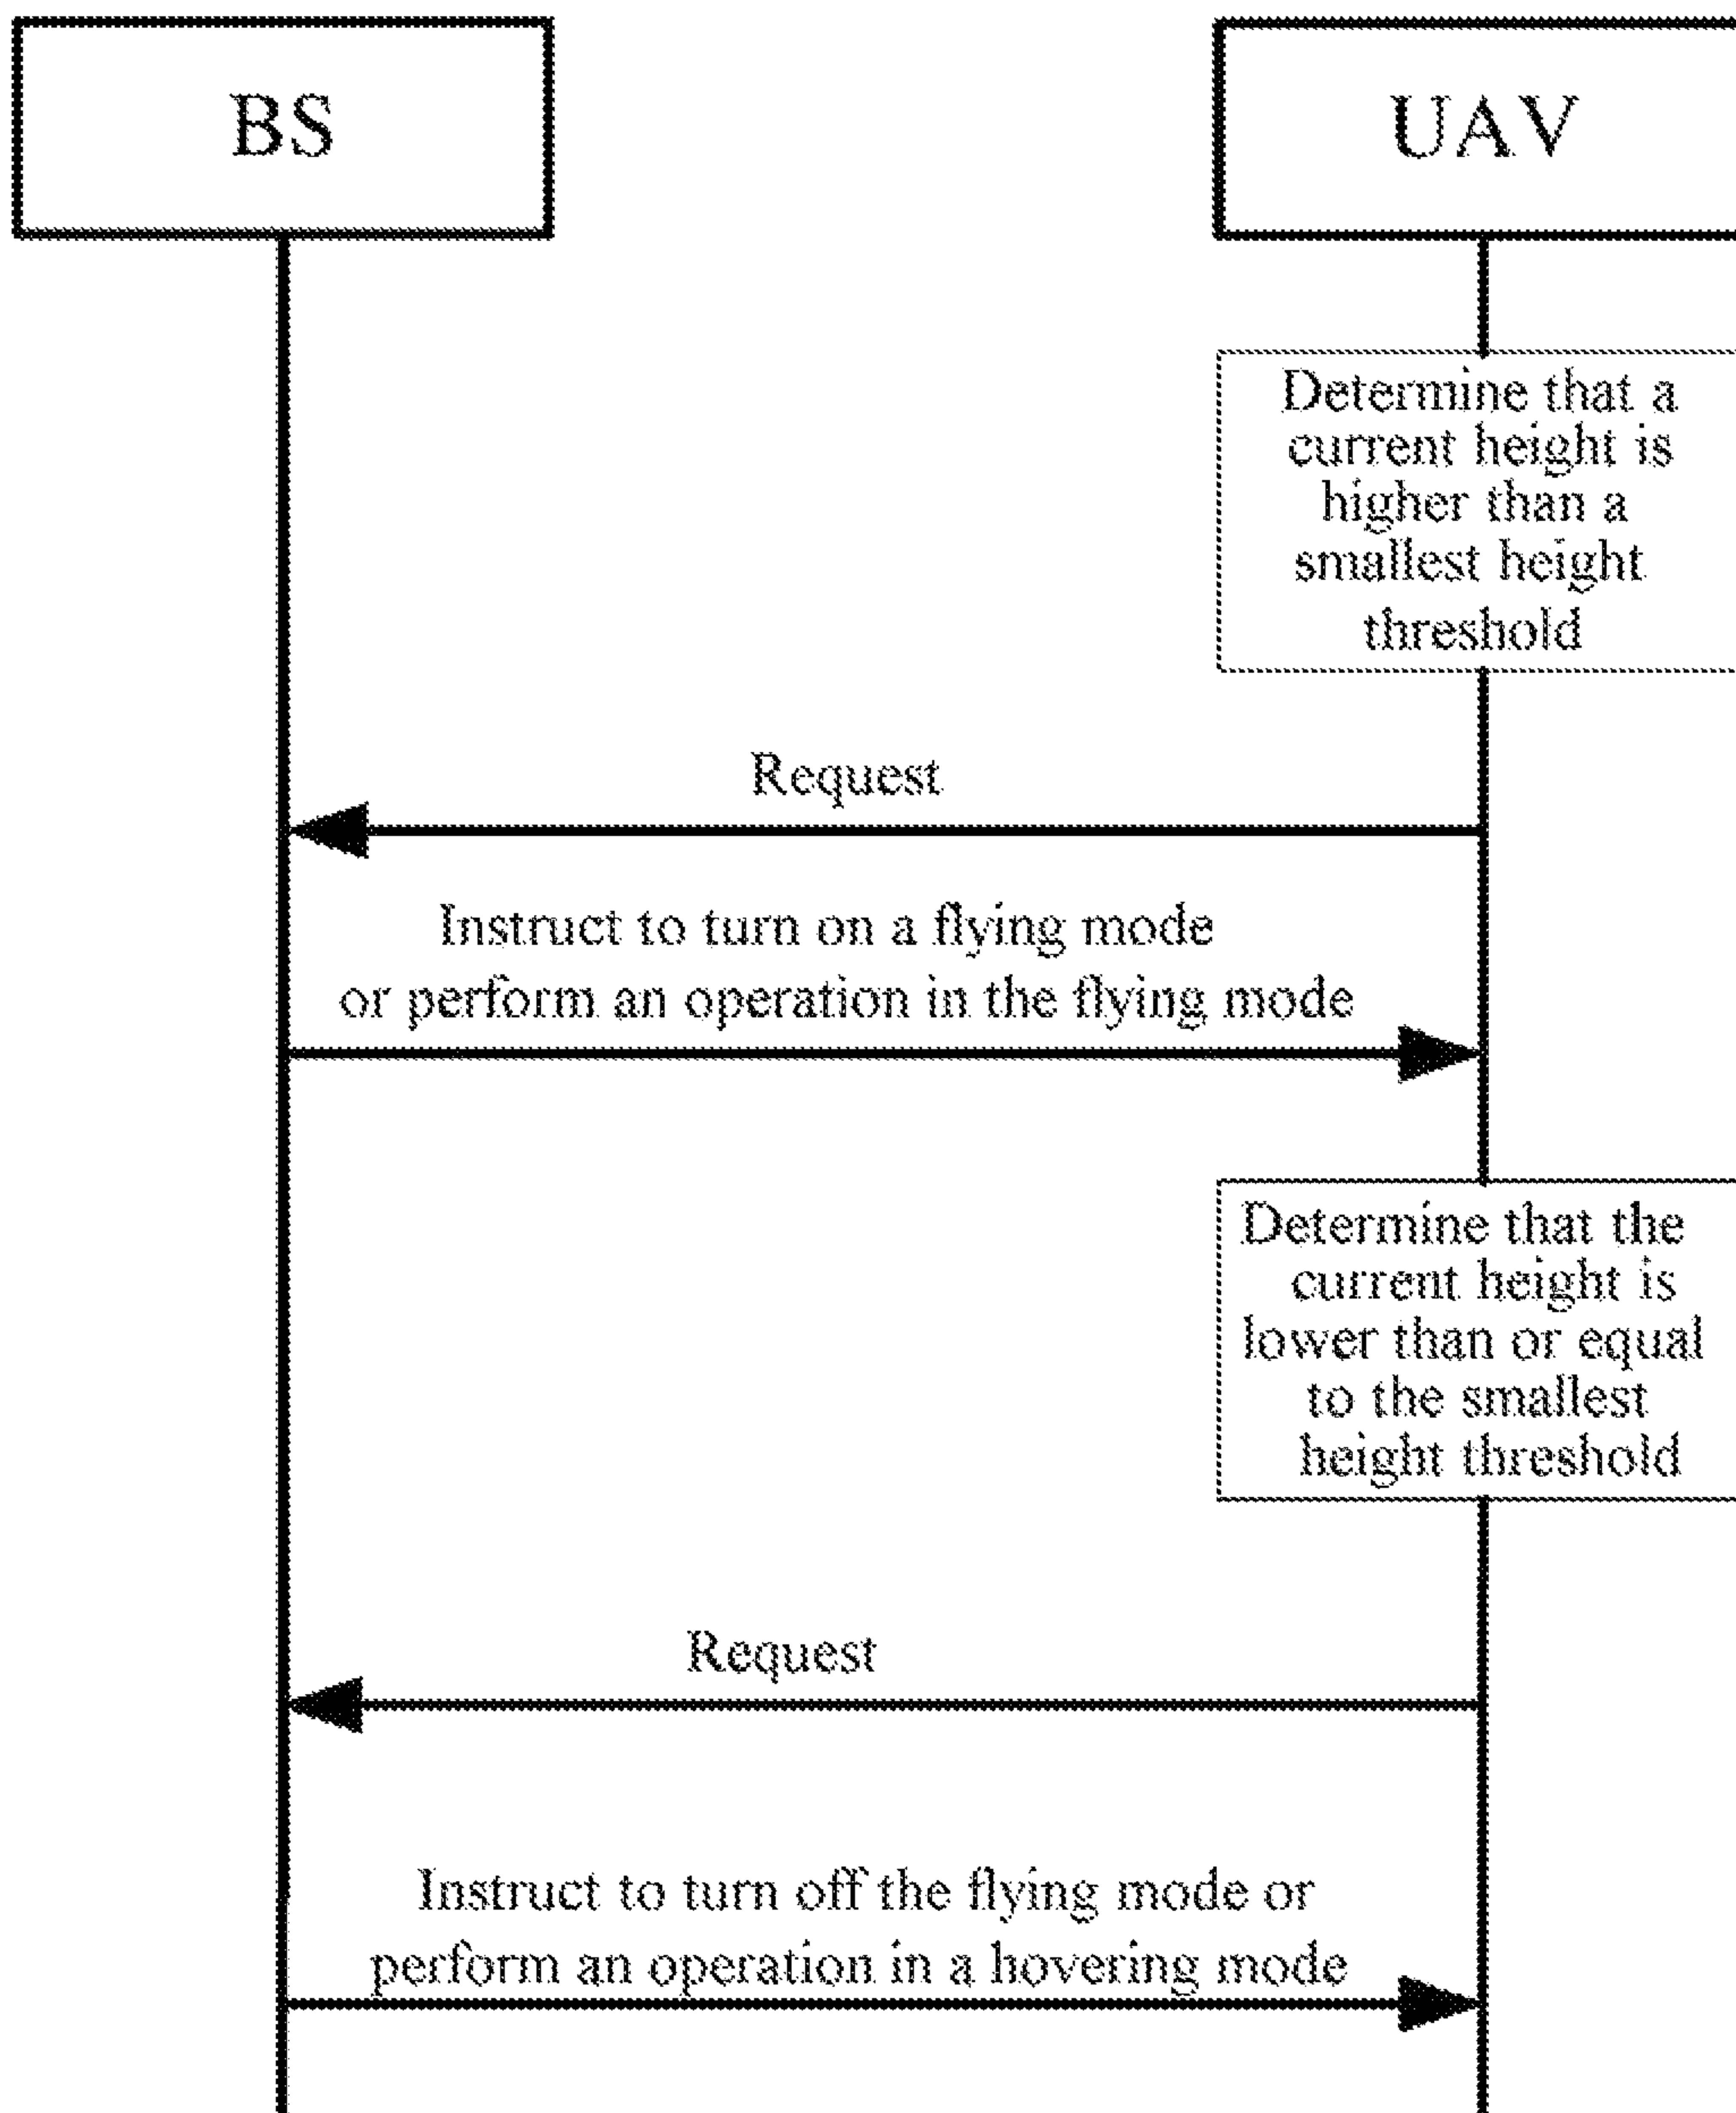 BS
UAV
Determine that a
current height is
higher than a
smallest height
threshold
Request
Instruct to turn on a flying mode
or perform an operation in the flying mode
Determine that the
current height is
lower than or equal
to the smallest
height threshold
Request
Instruct to turn off the flying mode or
perform an operation in a hovering mode